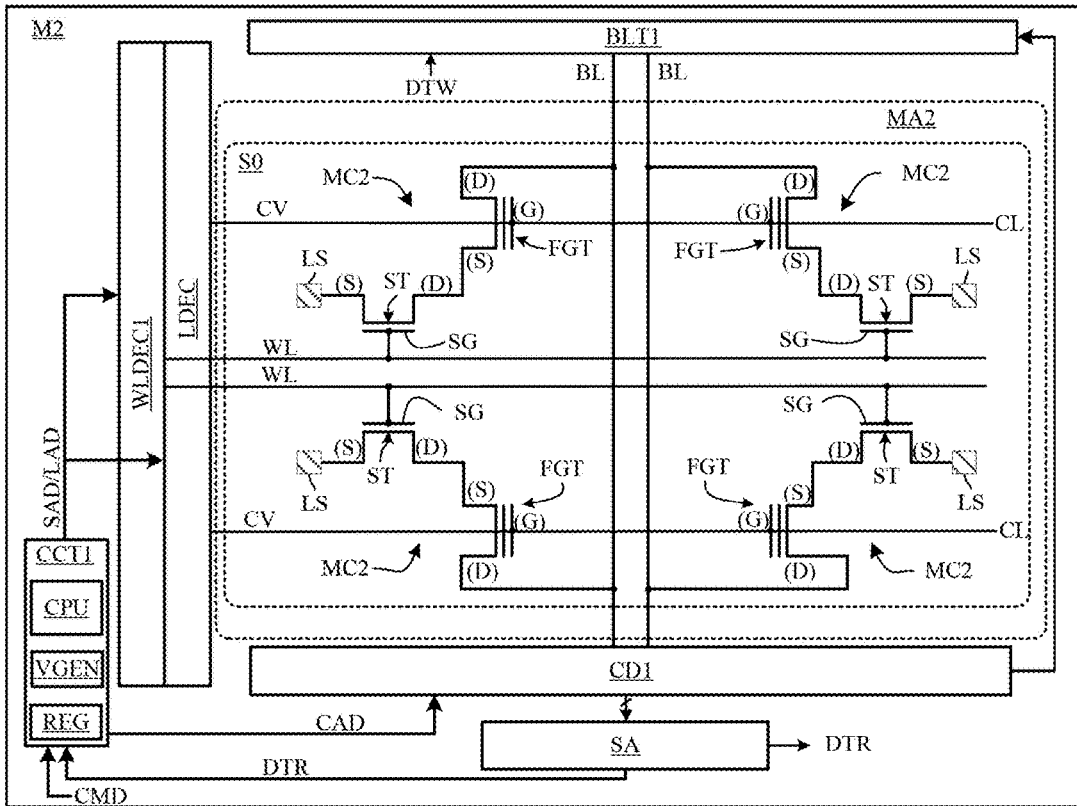 M2
BLT1
DTW
BL
BL
MA2
S0
MC2
(D)
(D)
MC2
CV
(G)
(G)
CL
FGT
FGT
LS
(S)
(S)
LS
(S)
ST
(D)
(D)
ST
(S)
SG
SG
WL
WL
WLDEC1
LDEC
SG
SG
(S)
(D)
(D)
(S)
LS
ST
ST
LS
FGT
FGT
(S)
(S)
SAD/LAD
CV
(G)
(G)
CL
MC2
(D)
(D)
MC2
CCT1
CPU
VGEN
REG
CD1
CAD
SA
DTR
DTR
CMD